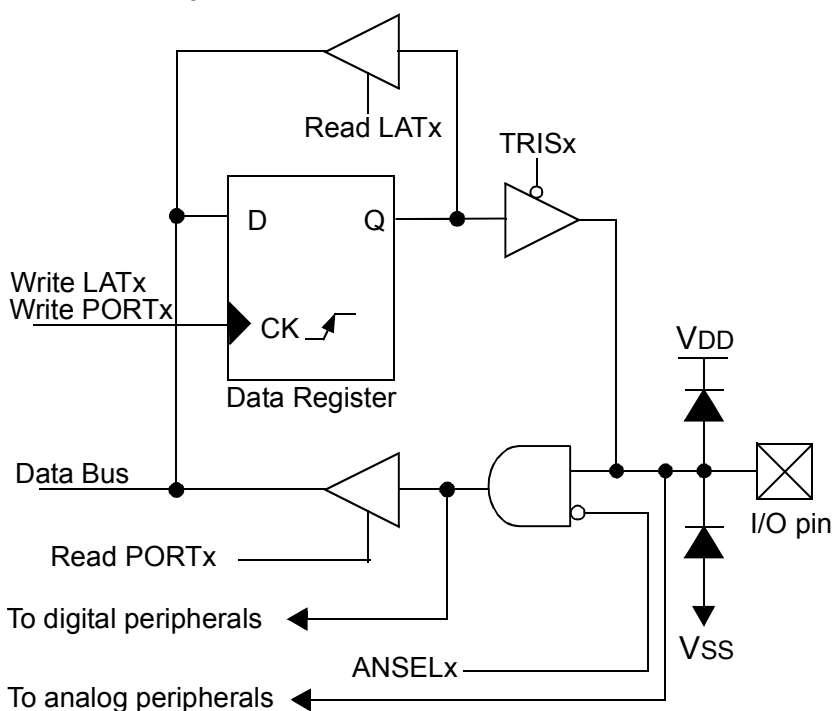 Read LATx
TRISx
D
Q
Write LATx
Write PORTx
CK
VDD
Data Register
Data Bus
I/O pin
Read PORTx
To digital peripherals
VSS
ANSELx
To analog peripherals